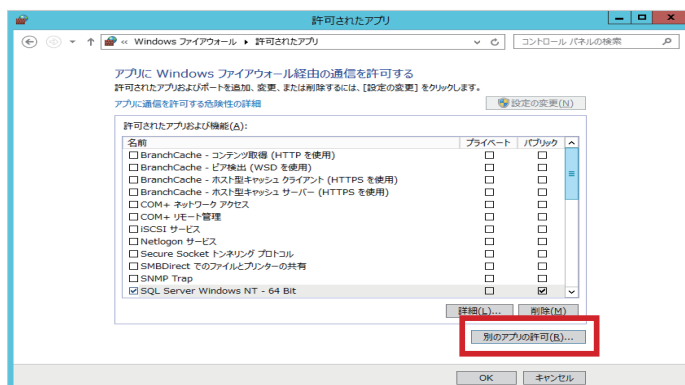 許可されたアプリ
« Windows ファイアウォール ▶ 許可されたアプリ
コントロール パネルの検索
アプリに Windows ファイアウォール経由の通信を許可する
許可されたアプリおよびポートを追加、変更、または削除するには、[設定の変更] をクリックします。
アプリに通信を許可する危険性の詳細
設定の変更(N)
許可されたアプリおよび機能(A):
名前 プライベート パブリック
BranchCache - コンテンツ取得 (HTTP を使用)
BranchCache - ピア検出 (WSD を使用)
BranchCache - ホスト型キャッシュ クライアント (HTTPS を使用)
BranchCache - ホスト型キャッシュ サーバー (HTTPS を使用)
COM+ ネットワーク アクセス
COM+ リモート管理
iSCSI サービス
Netlogon サービス
Secure Socket トンネリング プロトコル
SMBDirect でのファイルとプリンターの共有
SNMP Trap
SQL Server Windows NT - 64 Bit
詳細(L)... 削除(M)
別のアプリの許可(R)...
OK キャンセル